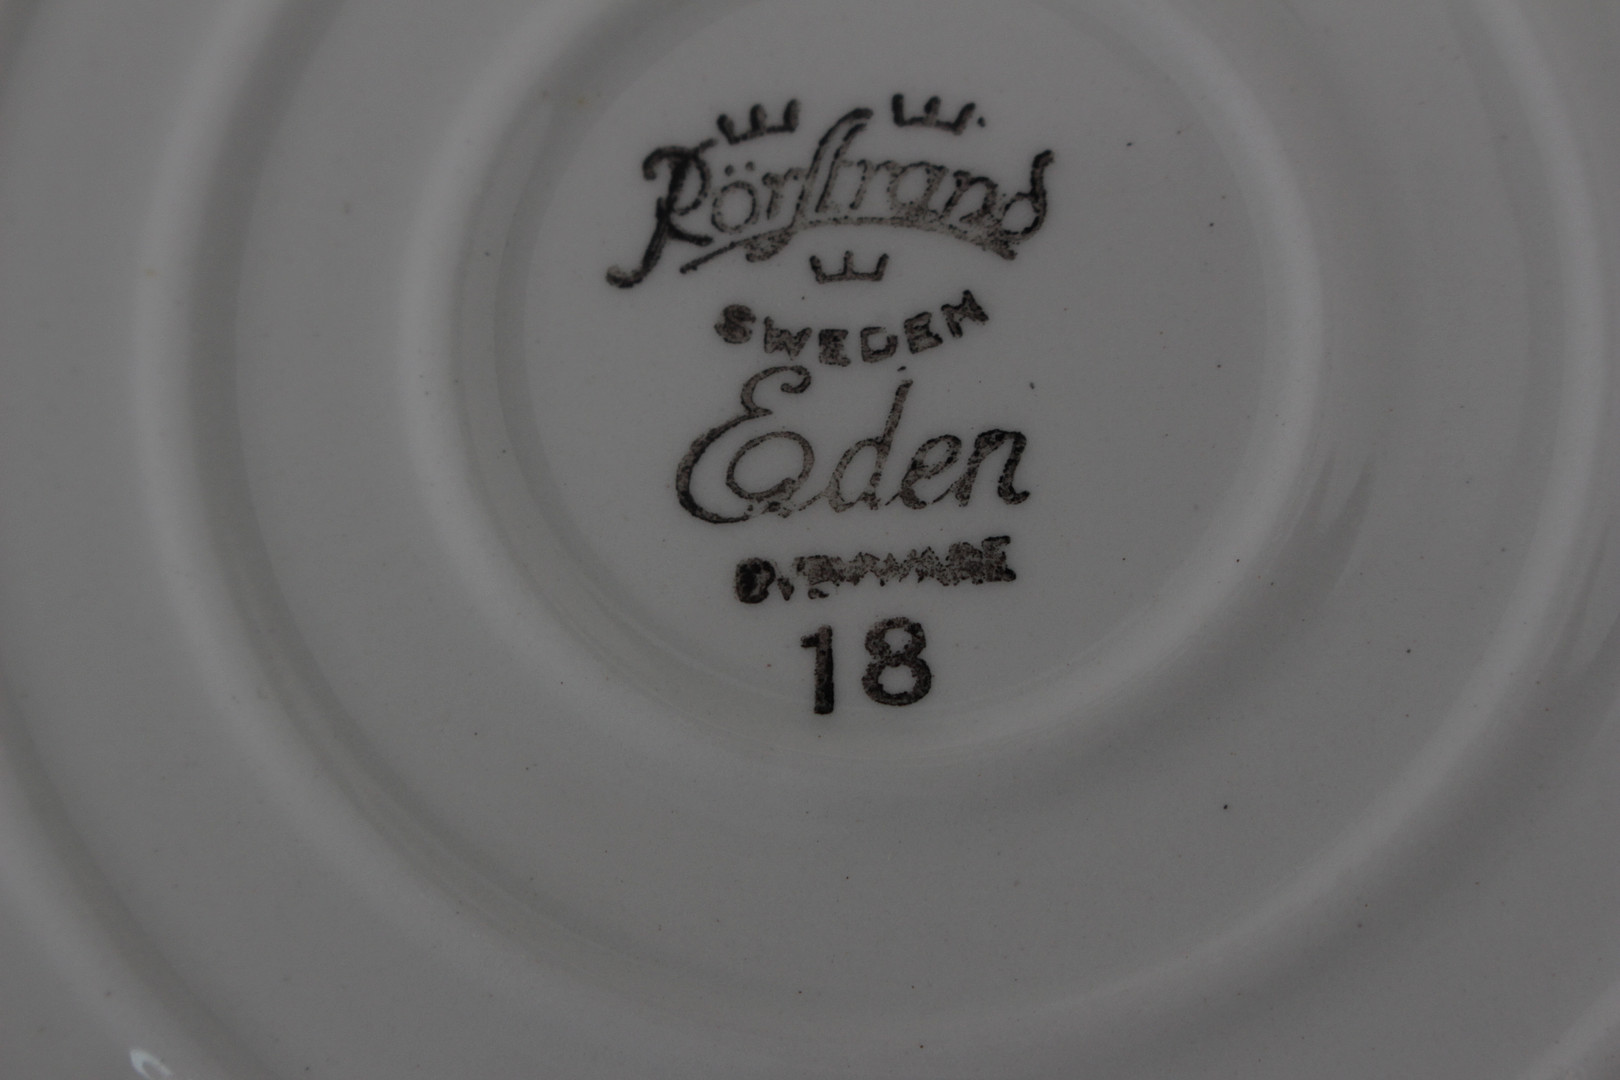 Rörstrand
SWEDEN
Eden
18